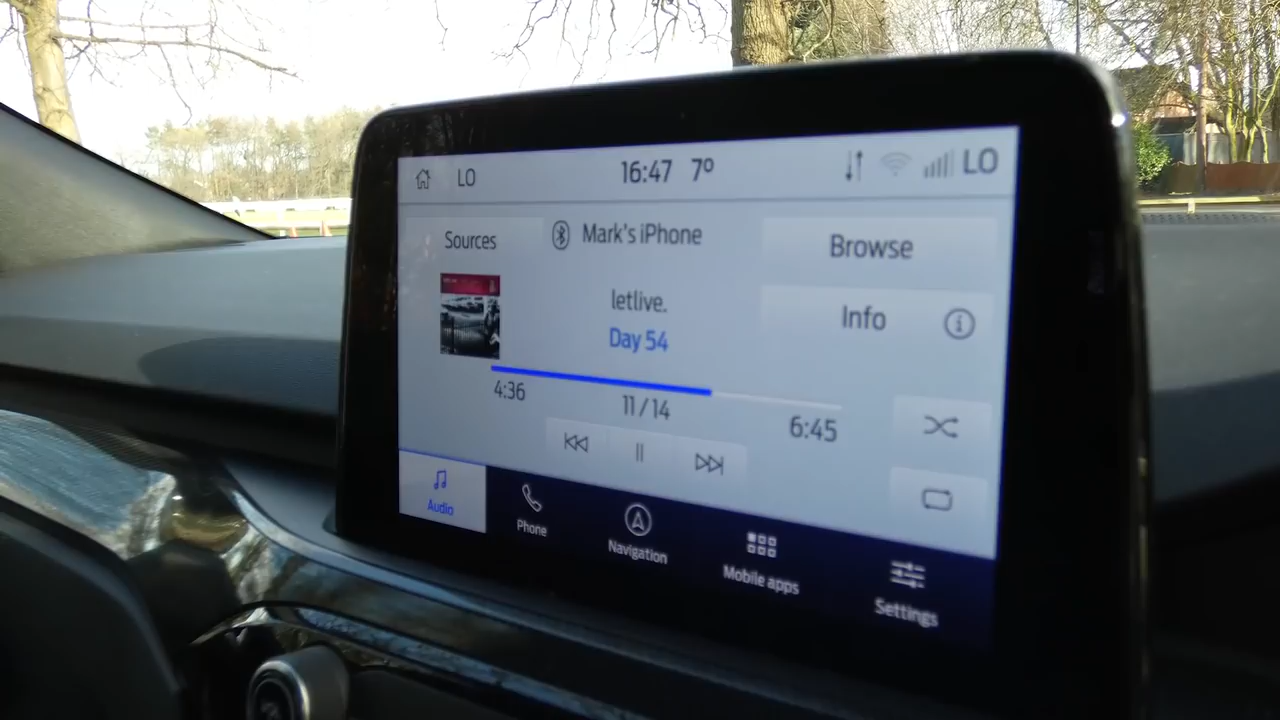 LO 16:47 7° LO
Sources
Mark's iPhone
Browse
letlive.
Day 54
Info
4:36
11/14
6:45
Audio
Phone
Navigation
Mobile apps
Settings